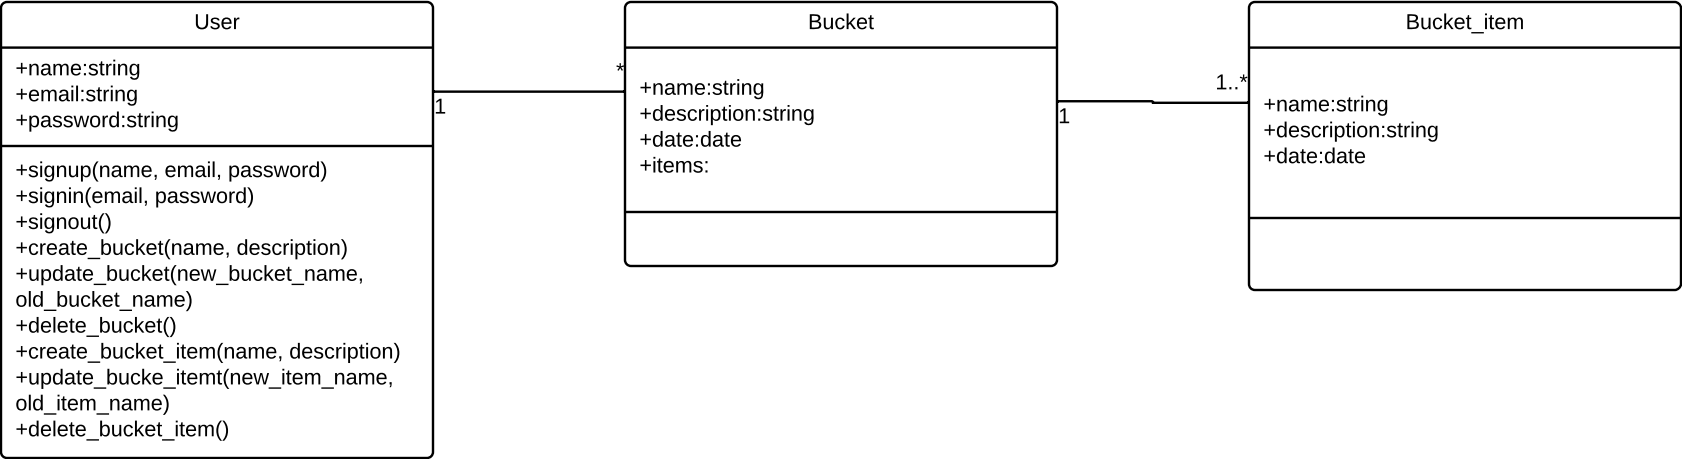 User
+name:string
+email:string
+password:string
+signup(name, email, password)
+signin(email, password)
+signout()
+create_bucket(name, description)
+update_bucket(new_bucket_name,
old_bucket_name)
+delete_bucket()
+create_bucket_item(name, description)
+update_bucke_itemt(new_item_name,
old_item_name)
+delete_bucket_item()
1
*
Bucket
+name:string
+description:string
+date:date
+items:
1
1..*
Bucket_item
+name:string
+description:string
+date:date